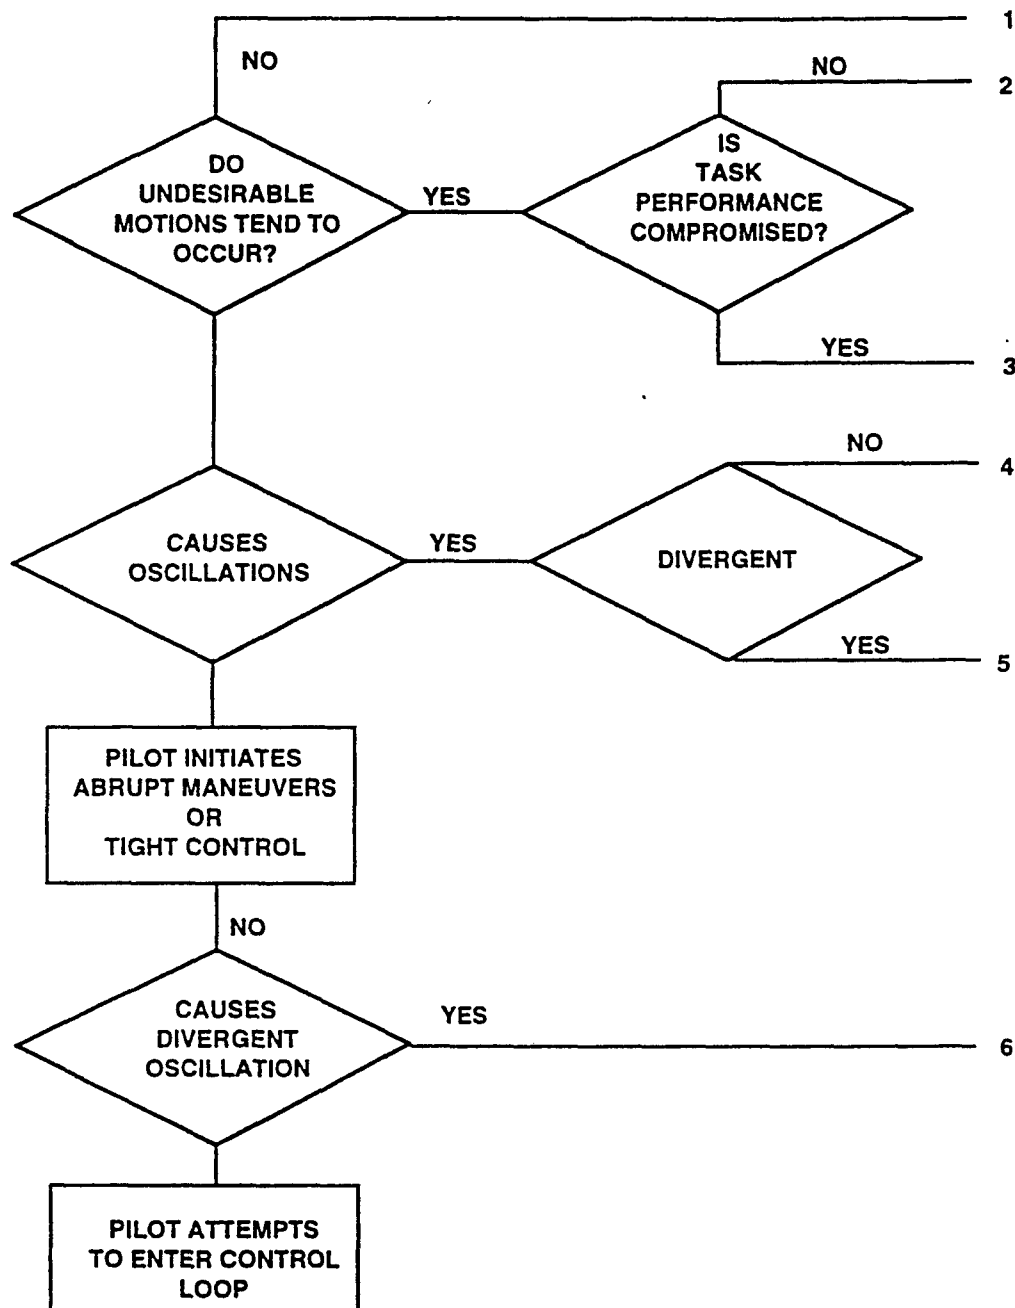 1
NO
NO
2
DO
UNDESIRABLE
MOTIONS TEND TO
OCCUR?
YES
IS
TASK
PERFORMANCE
COMPROMISED?
YES
3
NO
4
CAUSES
OSCILLATIONS
YES
DIVERGENT
YES
5
PILOT INITIATES
ABRUPT MANEUVERS
OR
TIGHT CONTROL
NO
CAUSES
DIVERGENT
OSCILLATION
YES
6
PILOT ATTEMPTS
TO ENTER CONTROL
LOOP